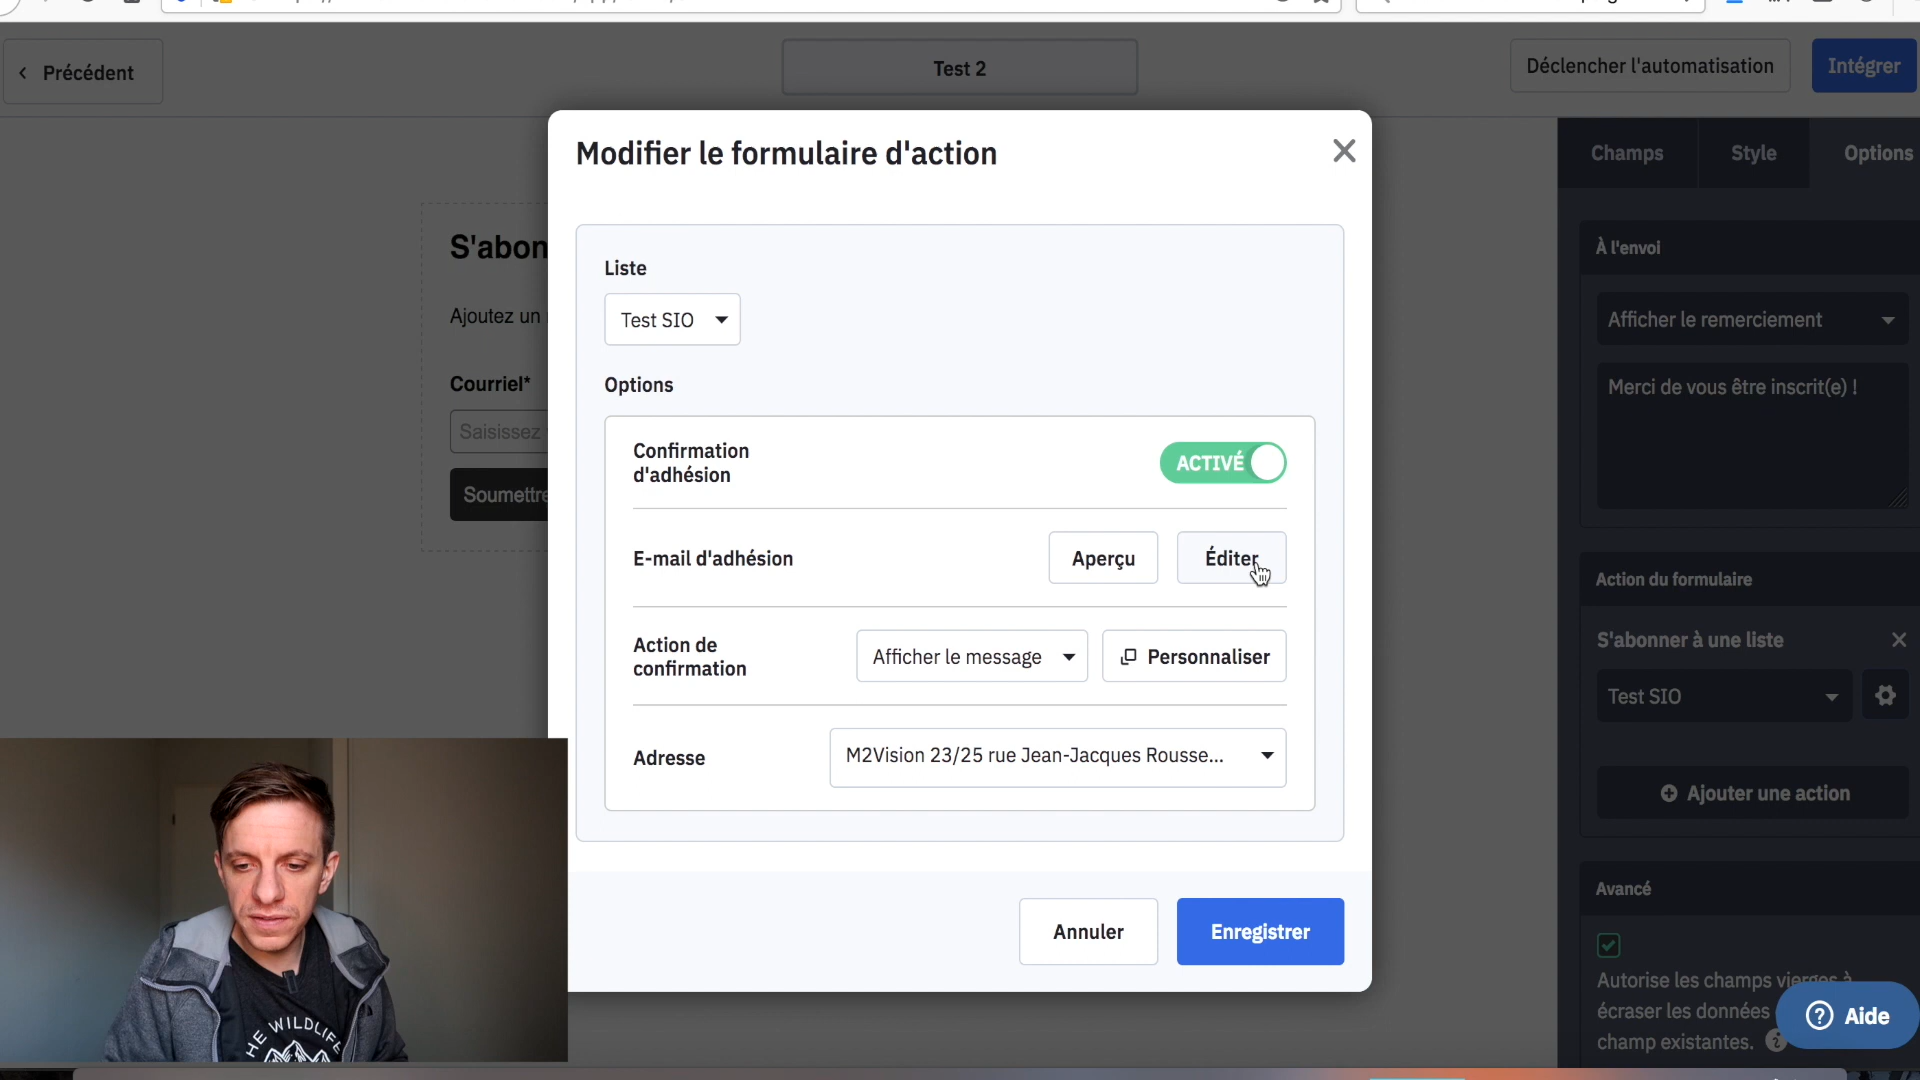 Précédent
Test 2
Déclencher l'automatisation
Intégrer
Modifier le formulaire d'action
Champs
Style
Options
S'abon
Ajoutez un
Courriel*
Saisissez
Soumettre
Liste
Test SIO
Options
Confirmation
d'adhésion
ACTIVÉ
E-mail d'adhésion
Aperçu
Éditer
Action de
confirmation
Afficher le message
Personnaliser
Adresse
M2Vision 23/25 rue Jean-Jacques Rousse...
Annuler
Enregistrer
À l'envoi
Afficher le remerciement
Merci de vous être inscrit(e) !
Action du formulaire
S'abonner à une liste
Test SIO
Ajouter une action
Avancé
Autorise les champs vierges à
écraser les données
champ existantes.
Aide
HE WILDLIF